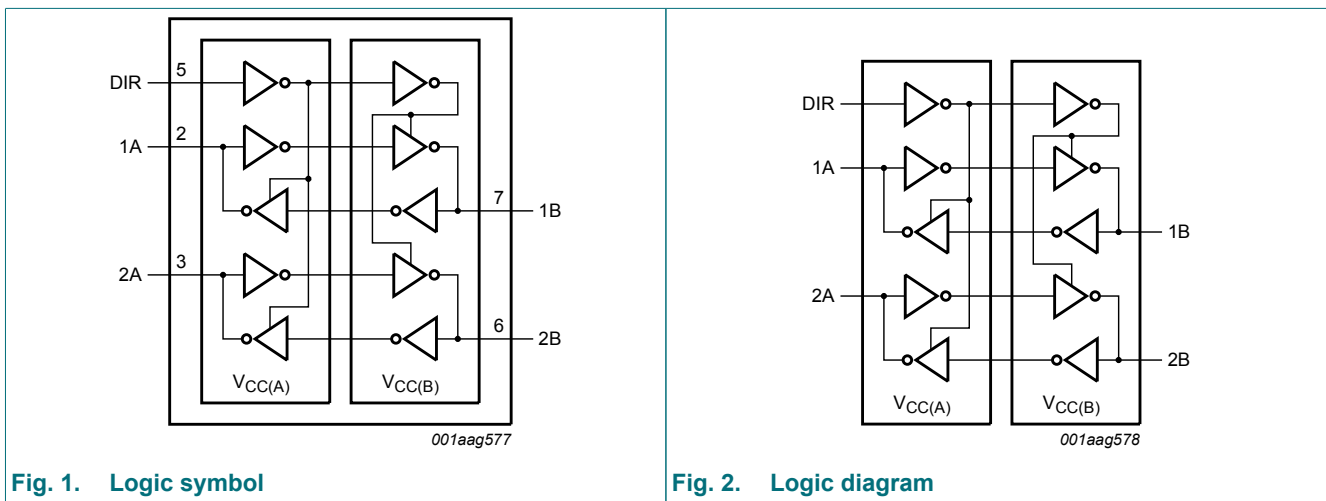 DIR 5
1A 2
7 1B
2A 3
6 2B
VCC(A) VCC(B)
001aag577
Fig. 1. Logic symbol
DIR
1A
1B
2A
2B
VCC(A) VCC(B)
001aag578
Fig. 2. Logic diagram